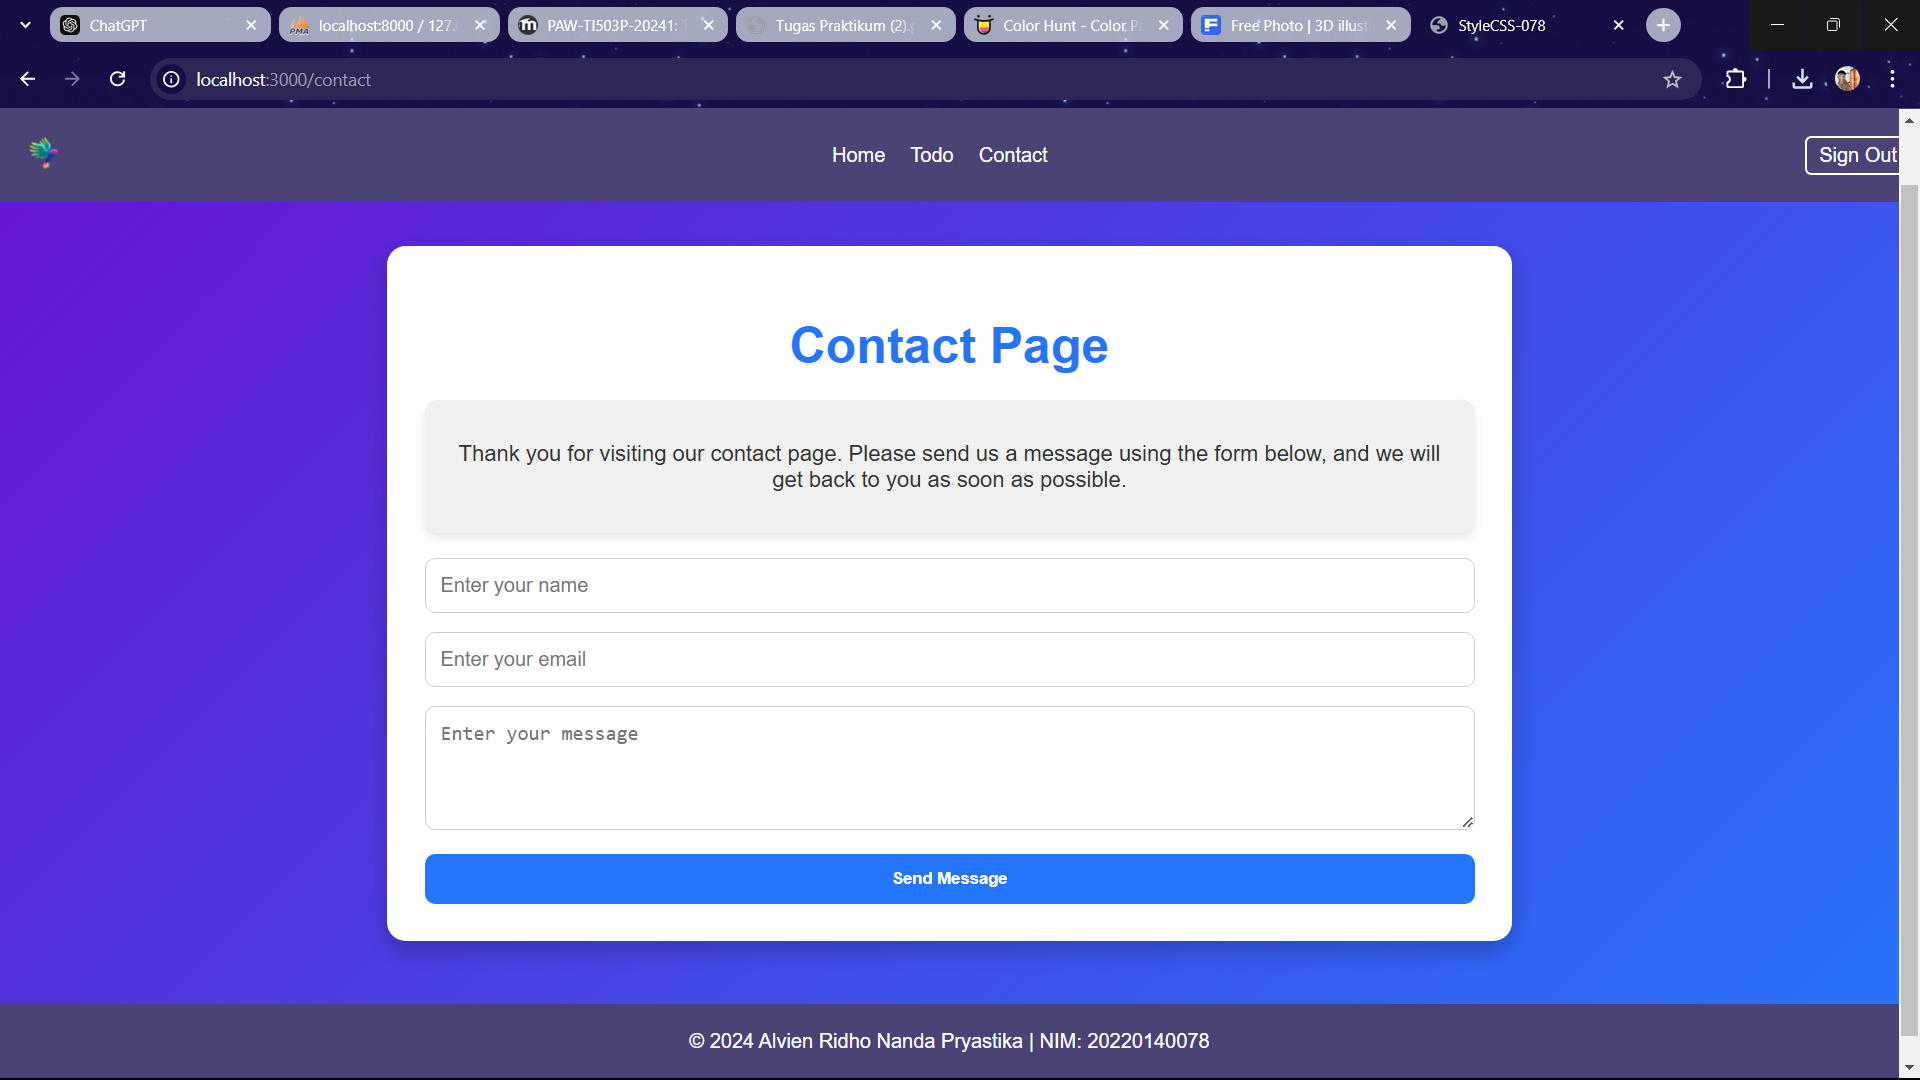 ChatGPT
localhost:8000 / 127.
PMA
PAW-TI503P-20241:
Tugas Praktikum (2).
Color Hunt - Color
Free Photo | 3D illust
StyleCSS-078
localhost:3000/contact
Home
Todo
Contact
Sign Out
Contact Page
Thank you for visiting our contact page. Please send us a message using the form below, and we will
get back to you as soon as possible.
Enter your name
Enter your email
Enter your message
Send Message
© 2024 Alvien Ridho Nanda Pryastika | NIM: 20220140078